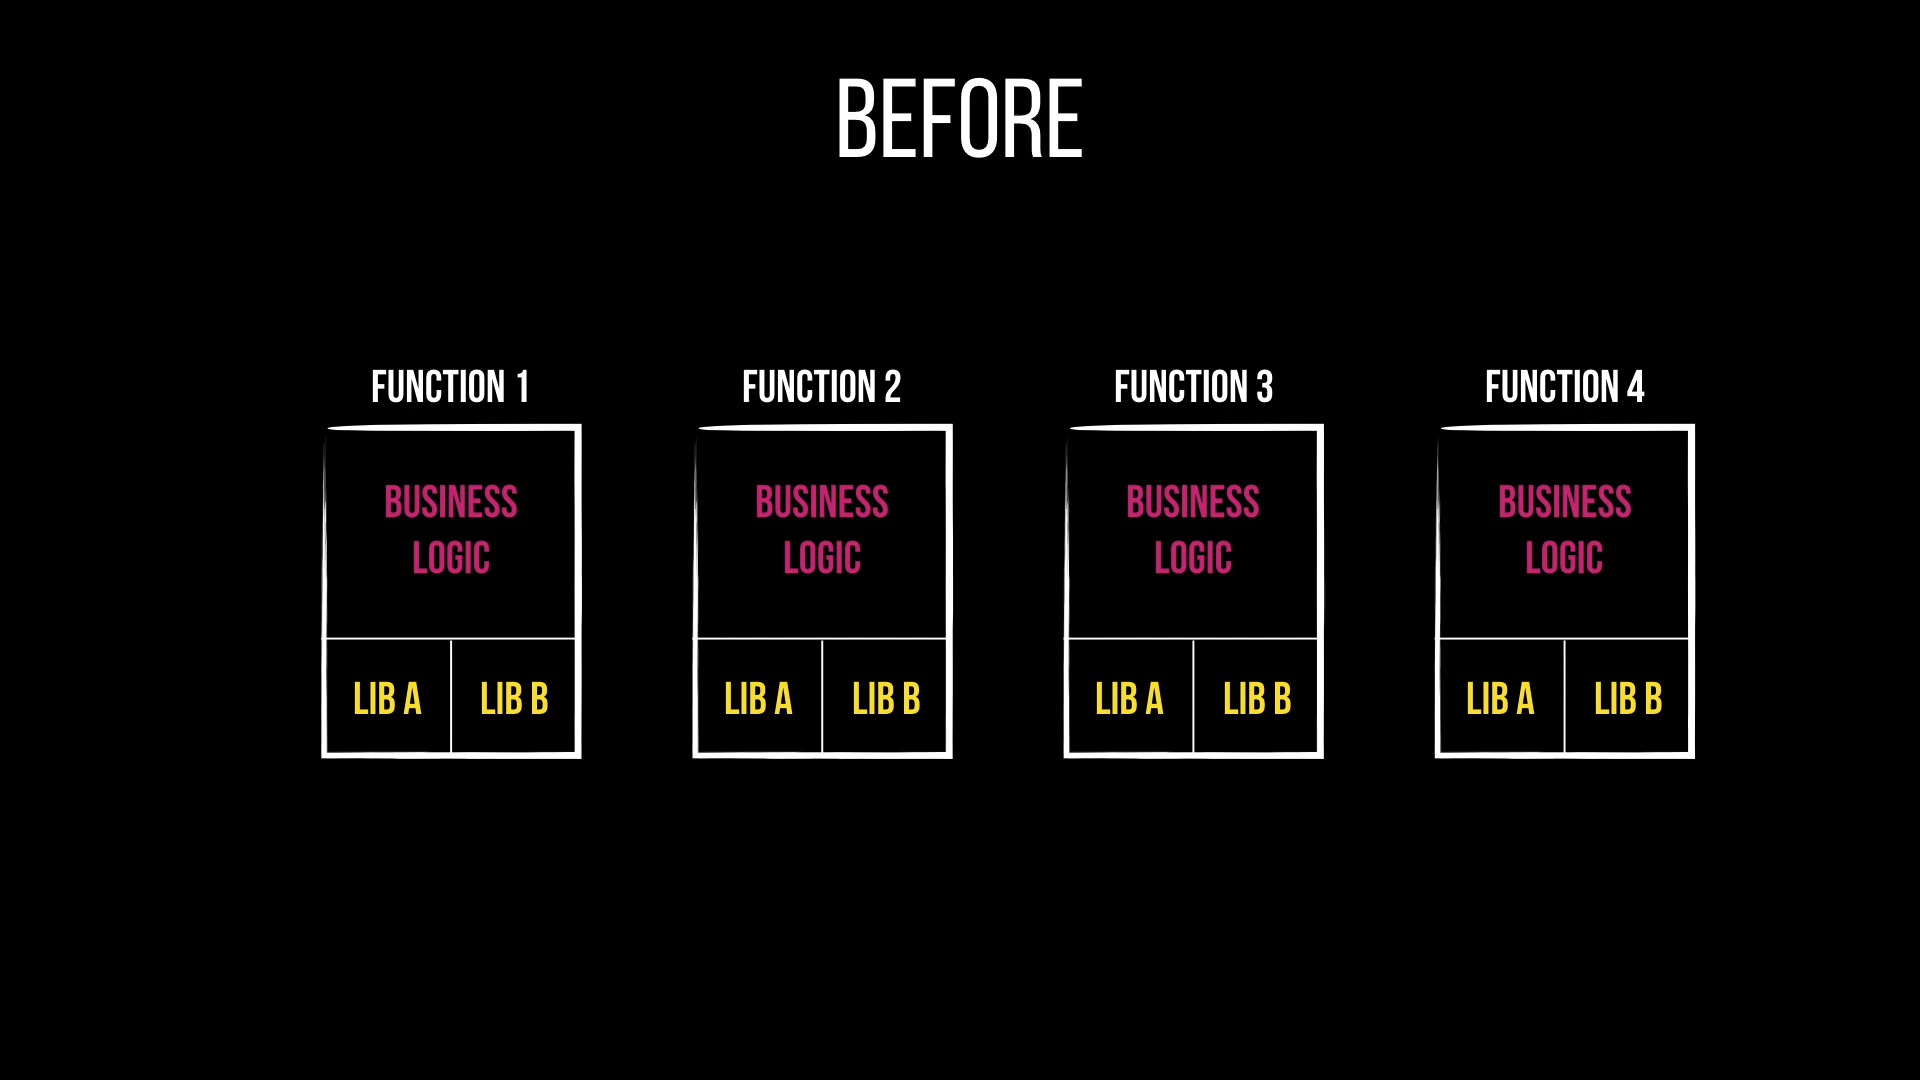 BEFORE
FUNCTION 1
FUNCTION 2
FUNCTION 3
FUNCTION 4
BUSINESS
LOGIC
BUSINESS
LOGIC
BUSINESS
LOGIC
BUSINESS
LOGIC
LIB A
LIB B
LIB A
LIB B
LIB A
LIB B
LIB A
LIB B